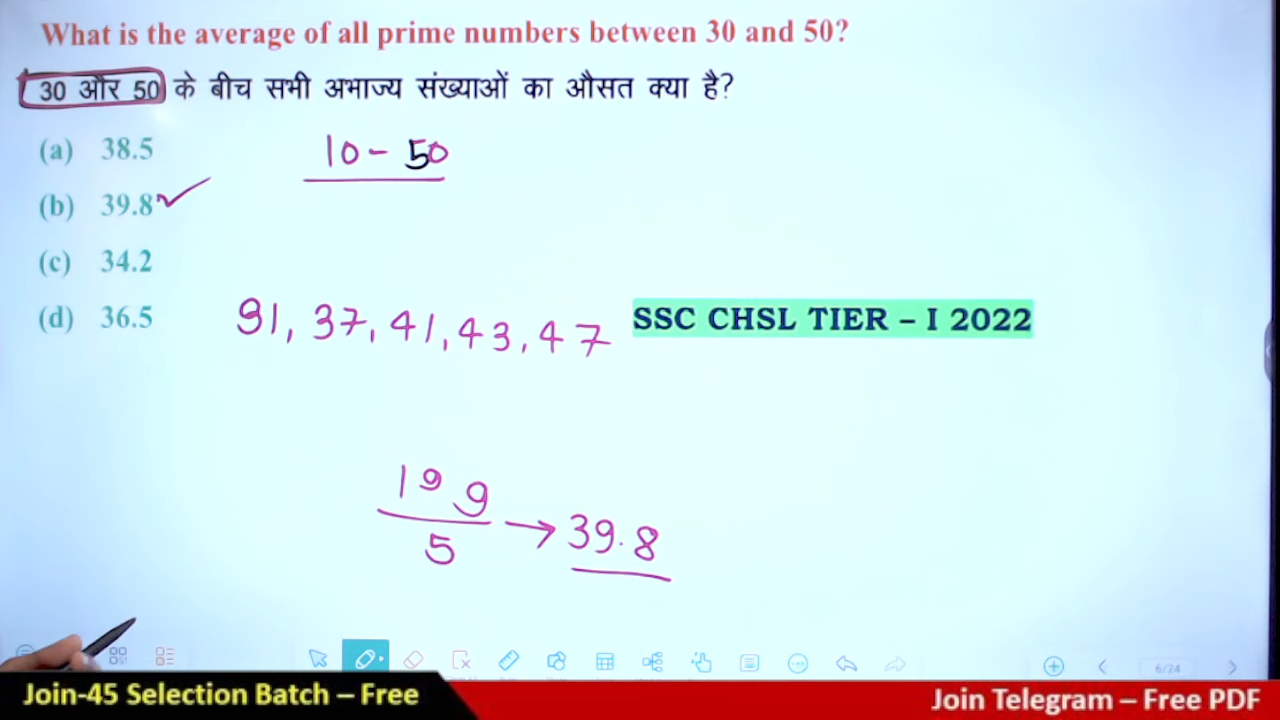 What is the average of all prime numbers between 30 and 50?
30 और 50 के बीच सभी अभाज्य संख्याओं का औसत क्या है?
(a) 38.5
10 - 50
(b) 39.8
(c) 34.2
(d) 36.5
31, 37, 41, 43, 47
SSC CHSL TIER – I 2022
199
5 → 39.8
6/24
Join-45 Selection Batch – Free
Join Telegram – Free PDF